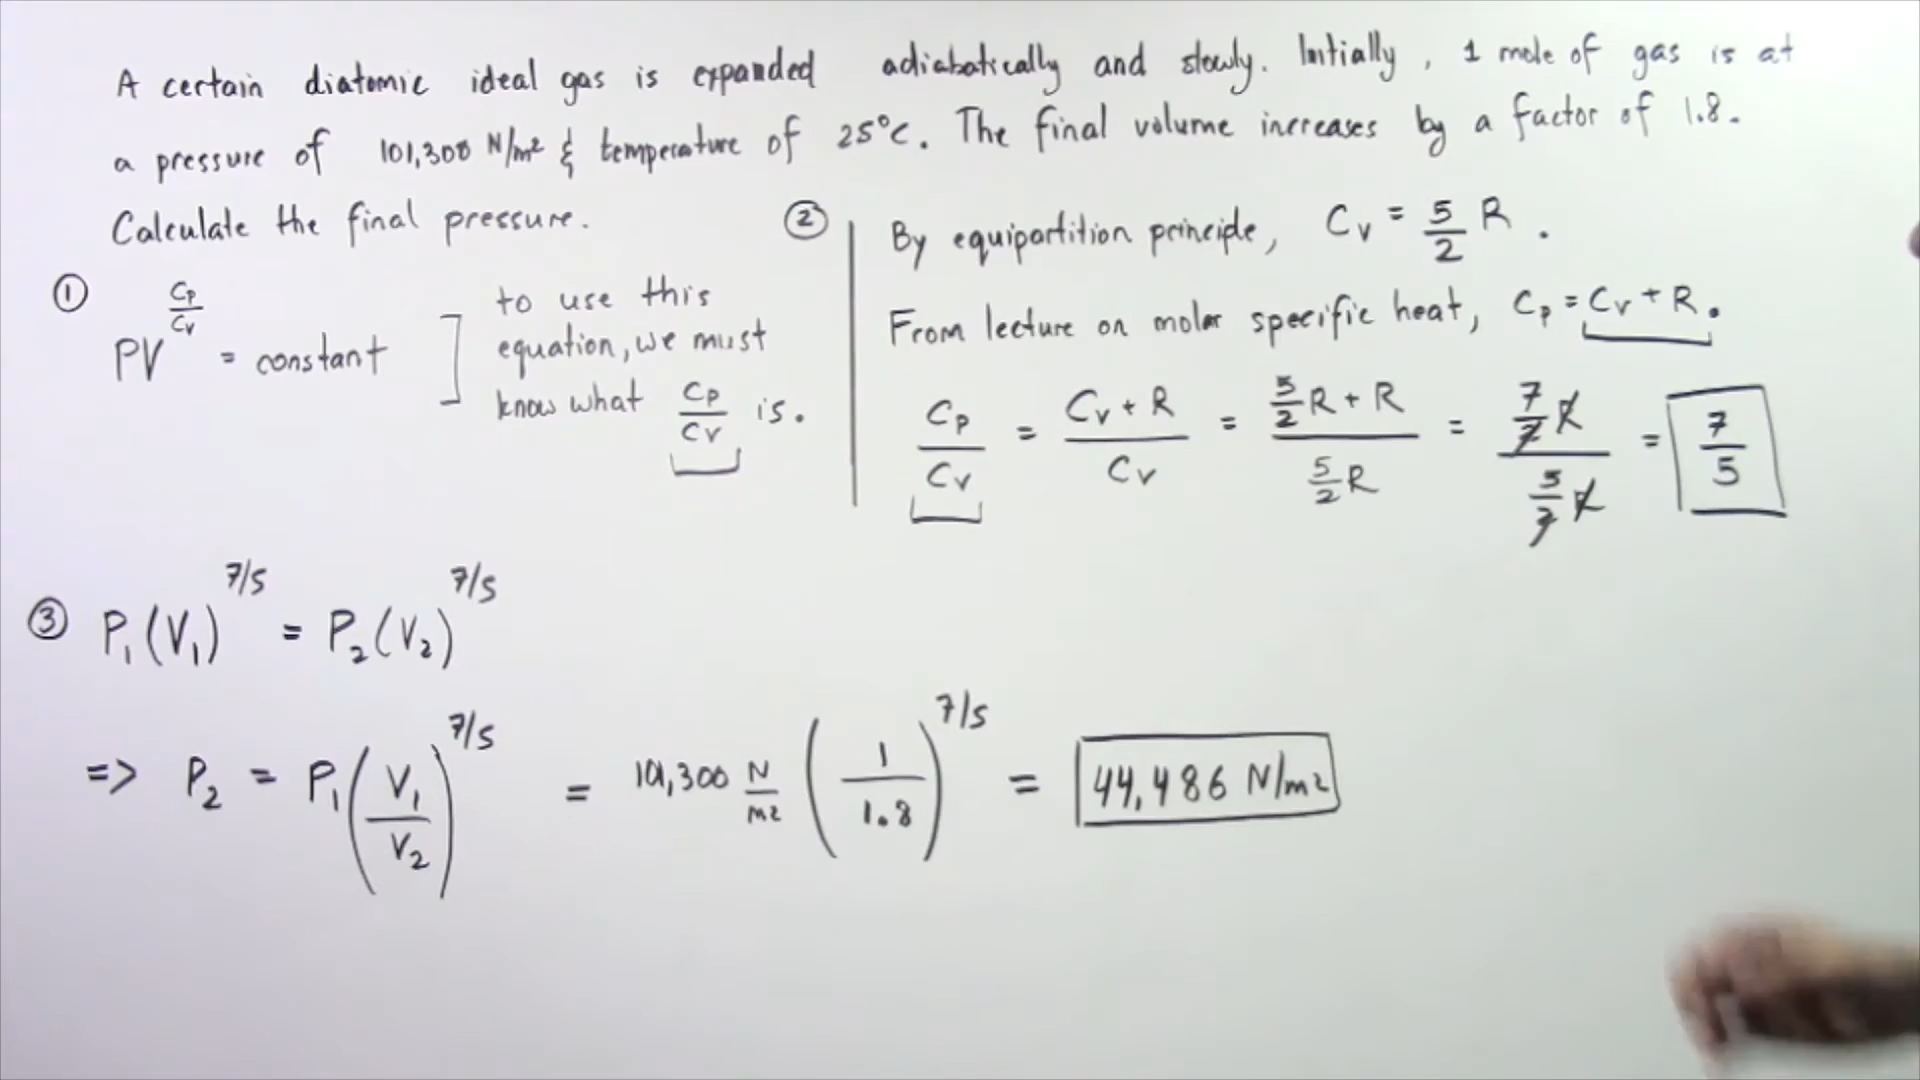 A certain diatomic ideal gas is expanded adiabatically and slowly. Initially, 1 mole of gas is at
a pressure of 101,300 N/m² & temperature of 25°C. The final volume increases by a factor of 1.8.
Calculate the final pressure.
① PV^(Cp/Cv) = constant ] to use this
equation, we must
know what Cp/Cv is.
② By equipartition principle, Cv = 5/2 R.
From lecture on molar specific heat, Cp = Cv + R.
Cp/Cv = (Cv + R)/Cv = (5/2 R + R)/(5/2 R) = (7/2 R)/(5/2 R) = 7/5
③ P₁(V₁)^7/5 = P₂(V₂)^7/5
=> P₂ = P₁(V₁/V₂)^7/5 = 101,300 N/m² (1/1.8)^7/5 = 44,486 N/m²